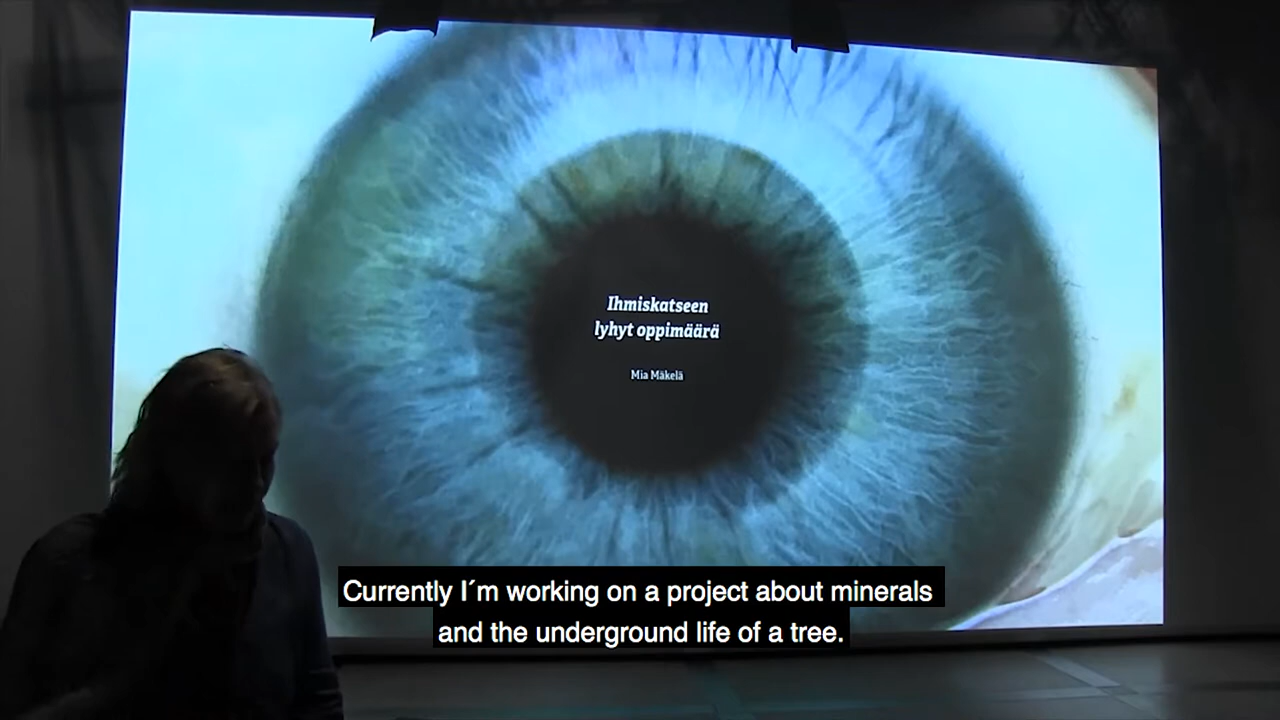 Ihmiskatseen
lyhyt oppimäärä
Mia Mäkelä
Currently I´m working on a project about minerals
and the underground life of a tree.